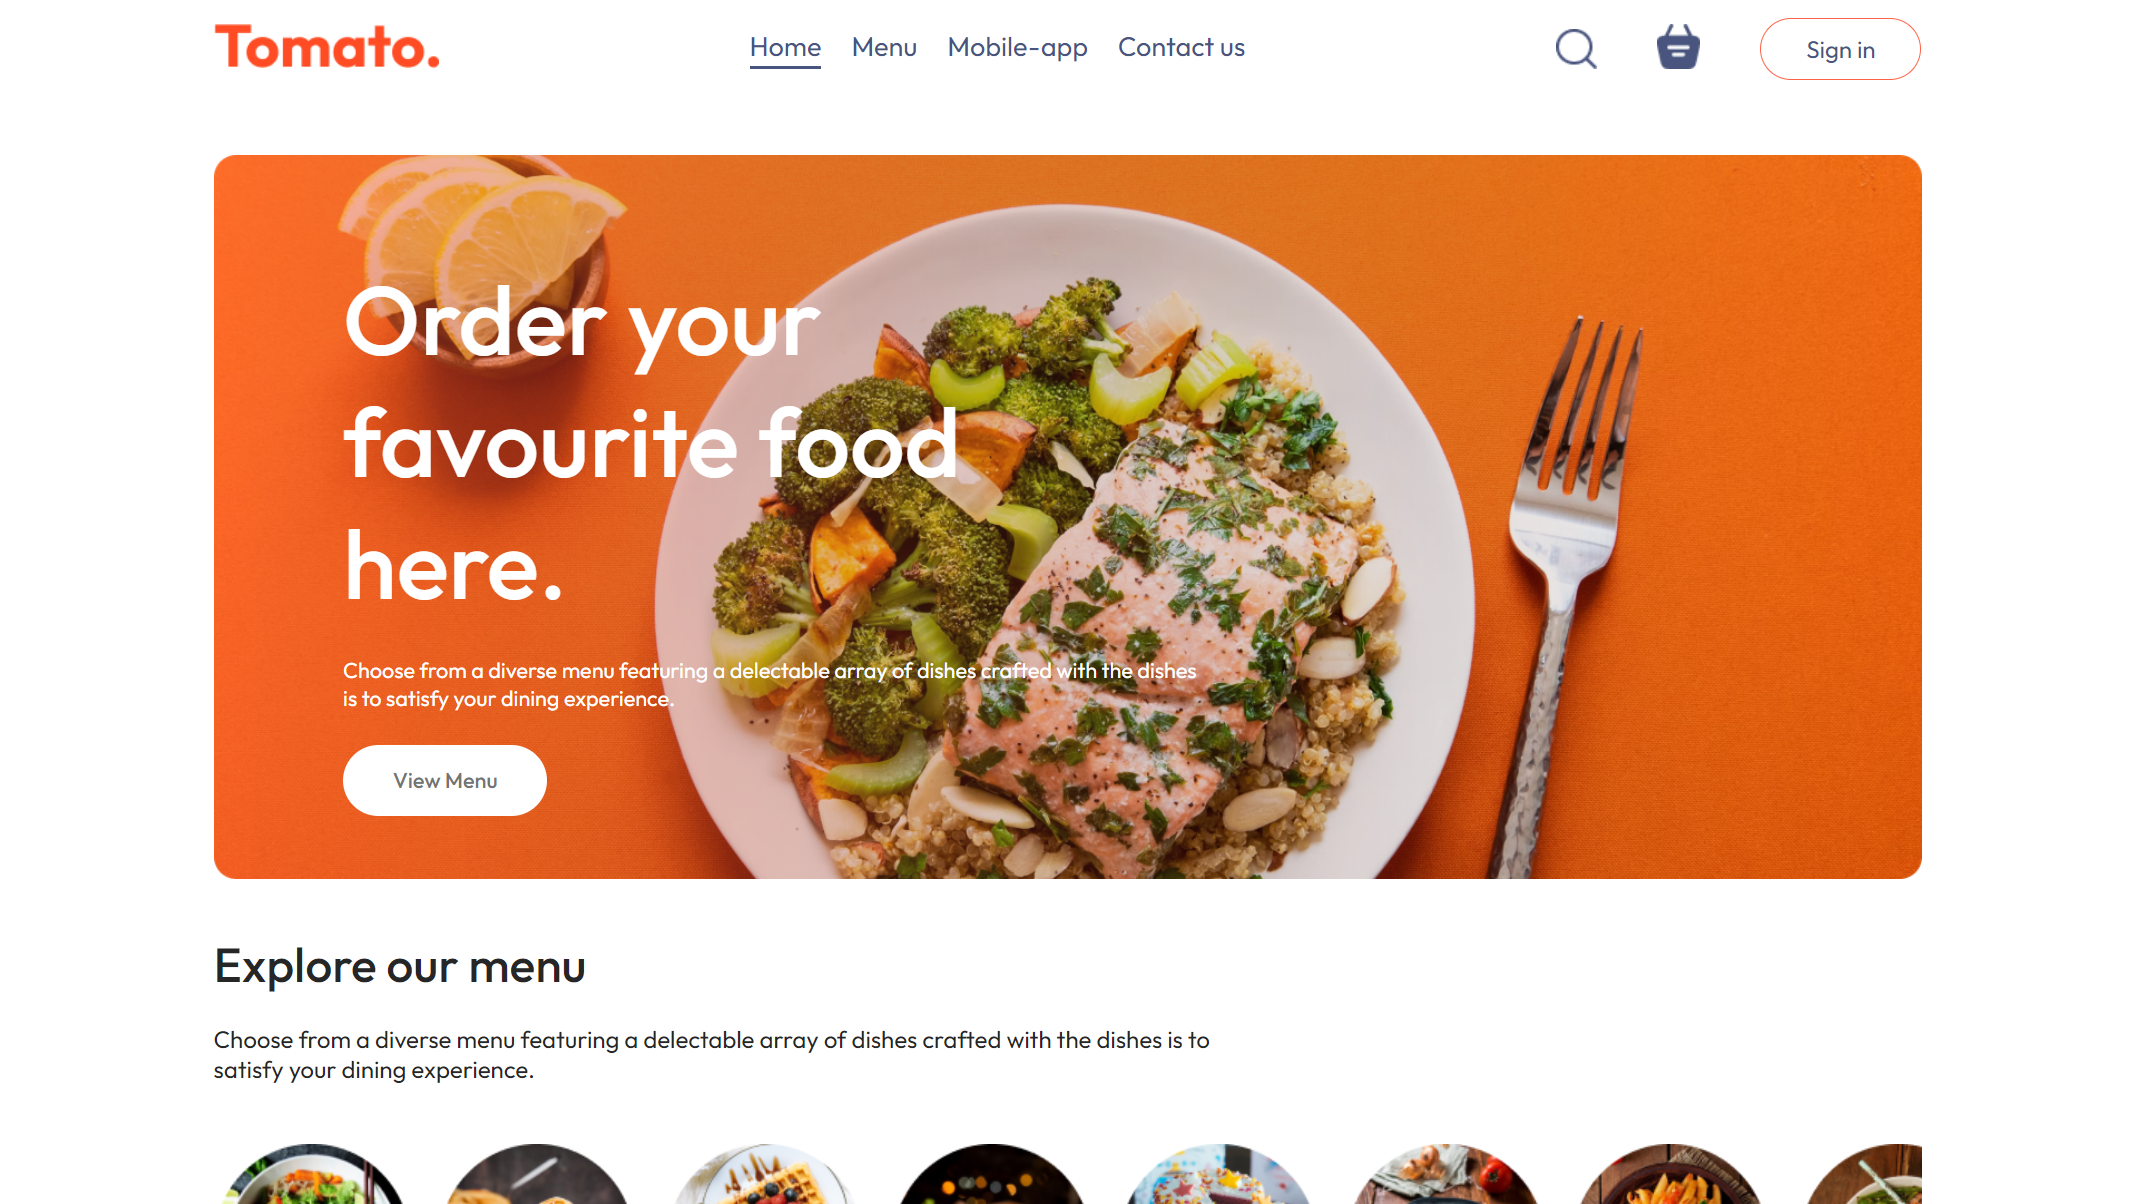 Tomato.
Home Menu Mobile-app Contact us
Sign in
Order your
favourite food
here.
Choose from a diverse menu featuring a delectable array of dishes crafted with the dishes
is to satisfy your dining experience.
View Menu
Explore our menu
Choose from a diverse menu featuring a delectable array of dishes crafted with the dishes is to
satisfy your dining experience.